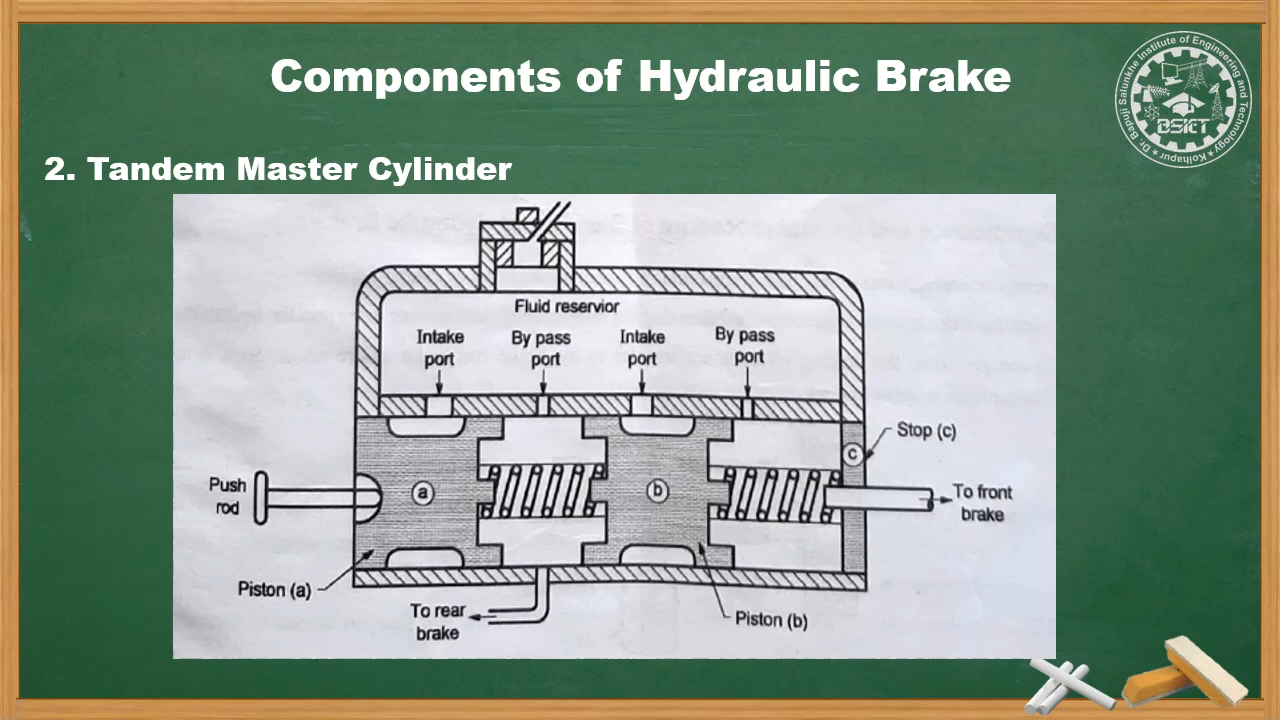 Components of Hydraulic Brake
Dr. Bapuji Salunkhe Institute of Engineering and Technology ★ Kolhapur ★
BSIET
2. Tandem Master Cylinder
Fluid reservior
Intake
port
By pass
port
Intake
port
By pass
port
Stop (c)
c
Push
rod
a
b
To front
brake
Piston (a)
To rear
brake
Piston (b)